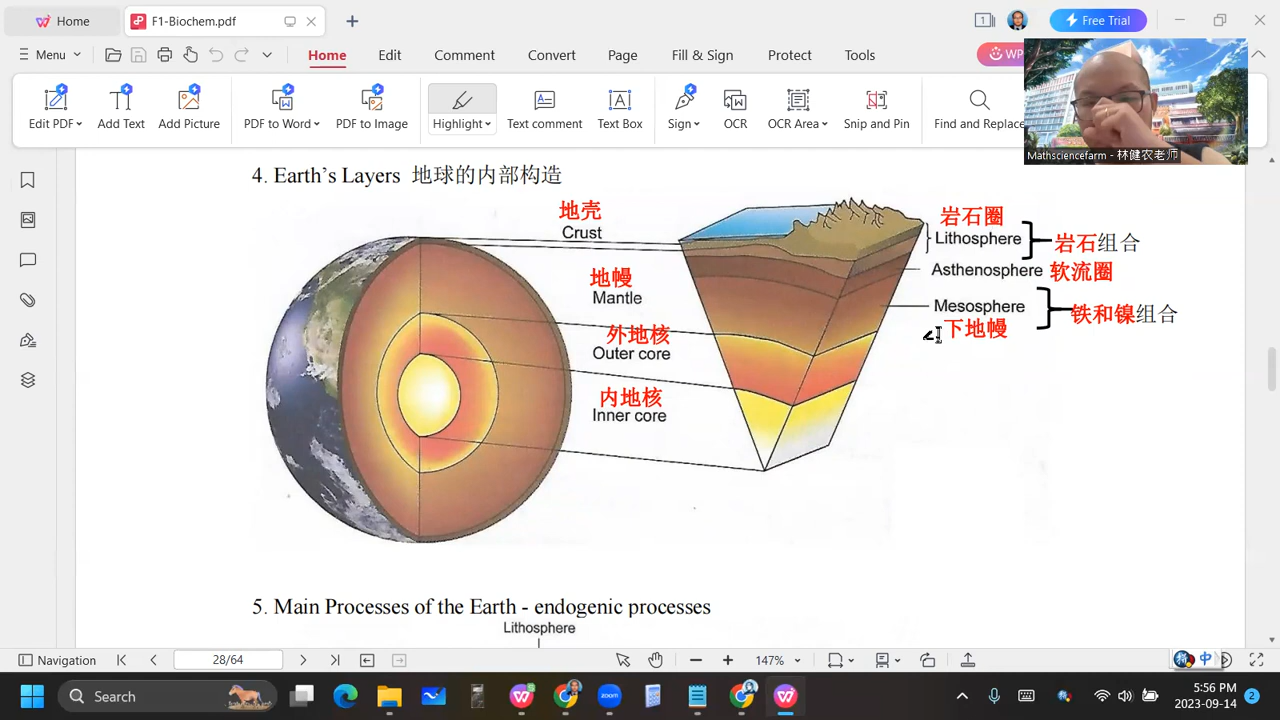 Home
F1-Biochem.pdf
1
Free Trial
Menu
Home
Edit
Comment
Convert
Page
Fill & Sign
Protect
Tools
WP
Edit PDF
Add Text
Add Picture
PDF to Word
PDF to Image
Highlight
Text comment
Text Box
Sign
OCR
OCR Area
Snip and Pin
Find and Replace
Mathsciencefarm - 林健农老师
4. Earth's Layers 地球的内部构造
地壳
Crust
地幔
Mantle
外地核
Outer core
内地核
Inner core
岩石圈
Lithosphere
岩石组合
Asthenosphere 软流圈
Mesosphere
铁和镍组合
下地幔
5. Main Processes of the Earth - endogenic processes
Lithosphere
Navigation
28/64
147%
中
Search
zoom
5:56 PM
2023-09-14
2